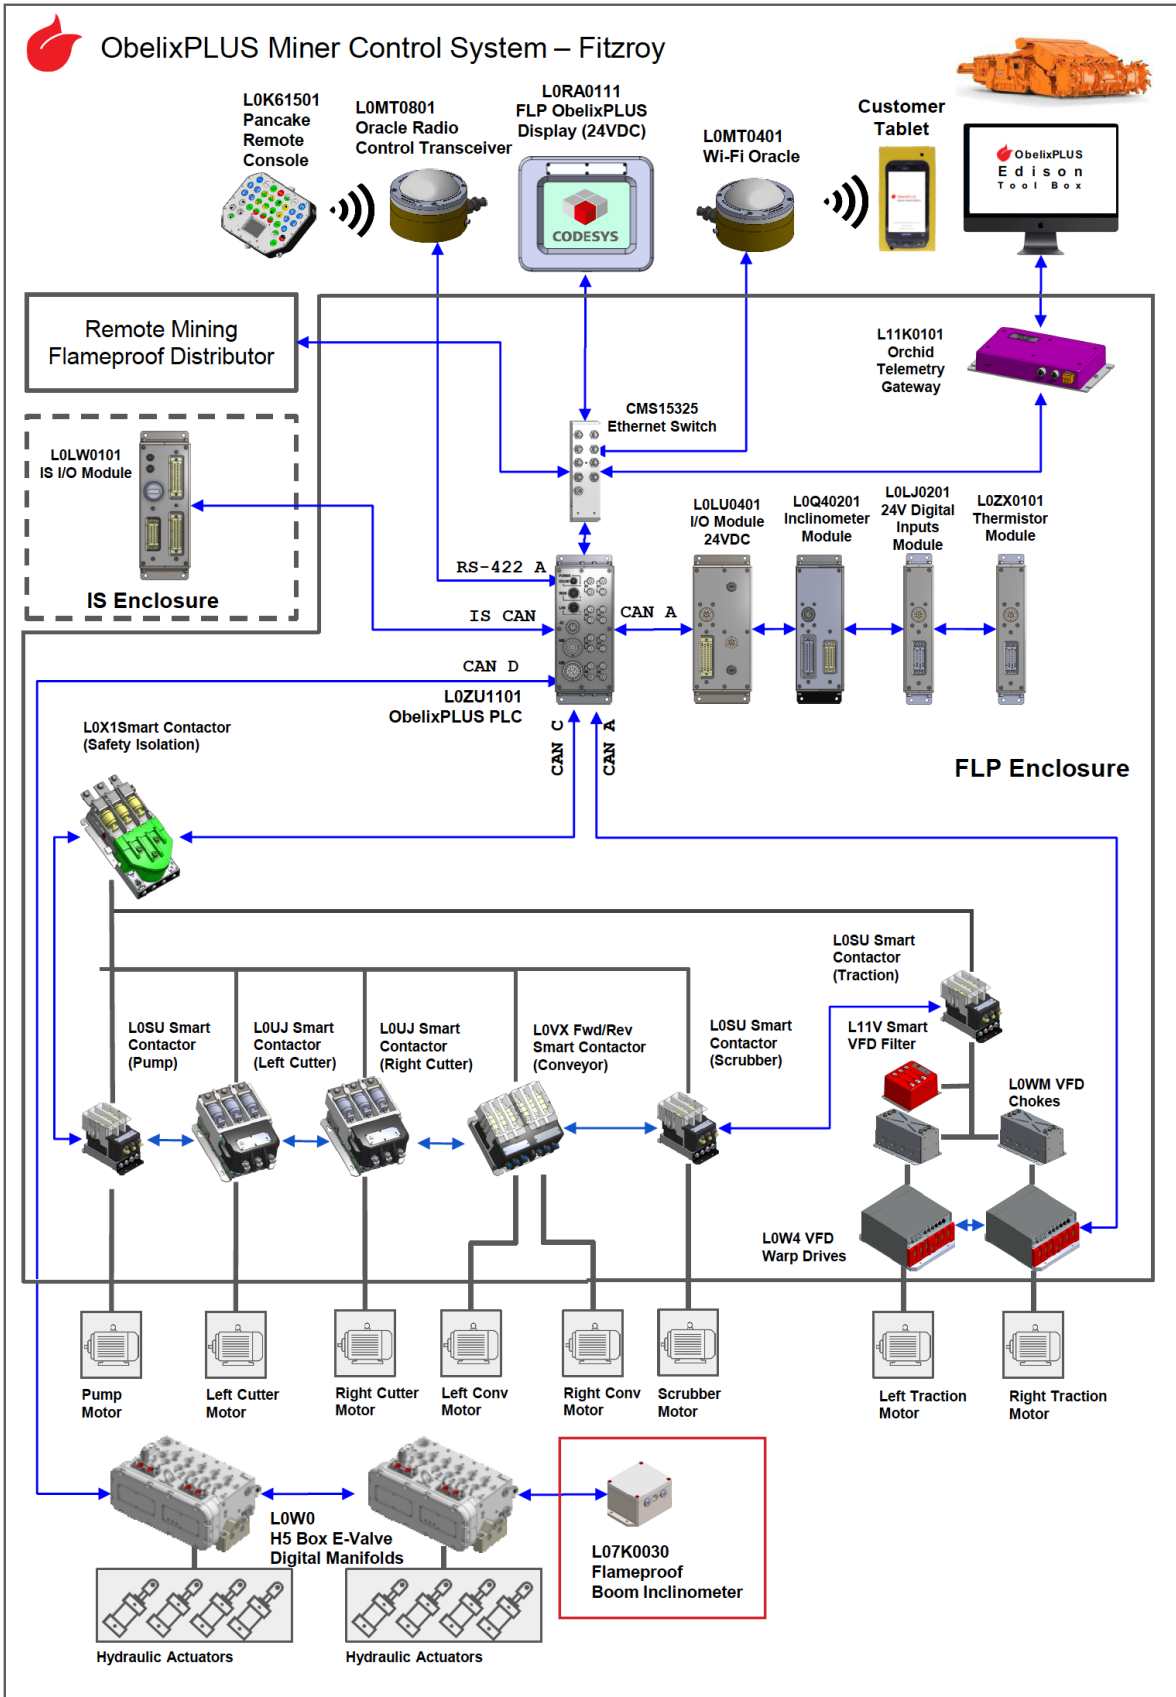 ObelixPLUS Miner Control System – Fitzroy
L0K61501
Pancake
Remote
Console
L0MT0801
Oracle Radio
Control Transceiver
L0RA0111
FLP ObelixPLUS
Display (24VDC)
CODESYS
L0MT0401
Wi-Fi Oracle
Customer
Tablet
ObelixPLUS
Edison
Tool Box
Remote Mining
Flameproof Distributor
L11K0101
Orchid
Telemetry
Gateway
CMS15325
Ethernet Switch
L0LW0101
IS I/O Module
IS Enclosure
L0LU0401
I/O Module
24VDC
L0Q40201
Inclinometer
Module
L0LJ0201
24V Digital
Inputs
Module
L0ZX0101
Thermistor
Module
RS-422 A
IS CAN
CAN A
CAN D
L0ZU1101
ObelixPLUS PLC
CAN C
CAN A
L0X1Smart Contactor
(Safety Isolation)
FLP Enclosure
L0SU Smart
Contactor
(Traction)
L0SU Smart
Contactor
(Pump)
L0UJ Smart
Contactor
(Left Cutter)
L0UJ Smart
Contactor
(Right Cutter)
L0VX Fwd/Rev
Smart Contactor
(Conveyor)
L0SU Smart
Contactor
(Scrubber)
L11V Smart
VFD Filter
L0WM VFD
Chokes
L0W4 VFD
Warp Drives
Pump
Motor
Left Cutter
Motor
Right Cutter
Motor
Left Conv
Motor
Right Conv
Motor
Scrubber
Motor
Left Traction
Motor
Right Traction
Motor
L0W0
H5 Box E-Valve
Digital Manifolds
L07K0030
Flameproof
Boom Inclinometer
Hydraulic Actuators
Hydraulic Actuators